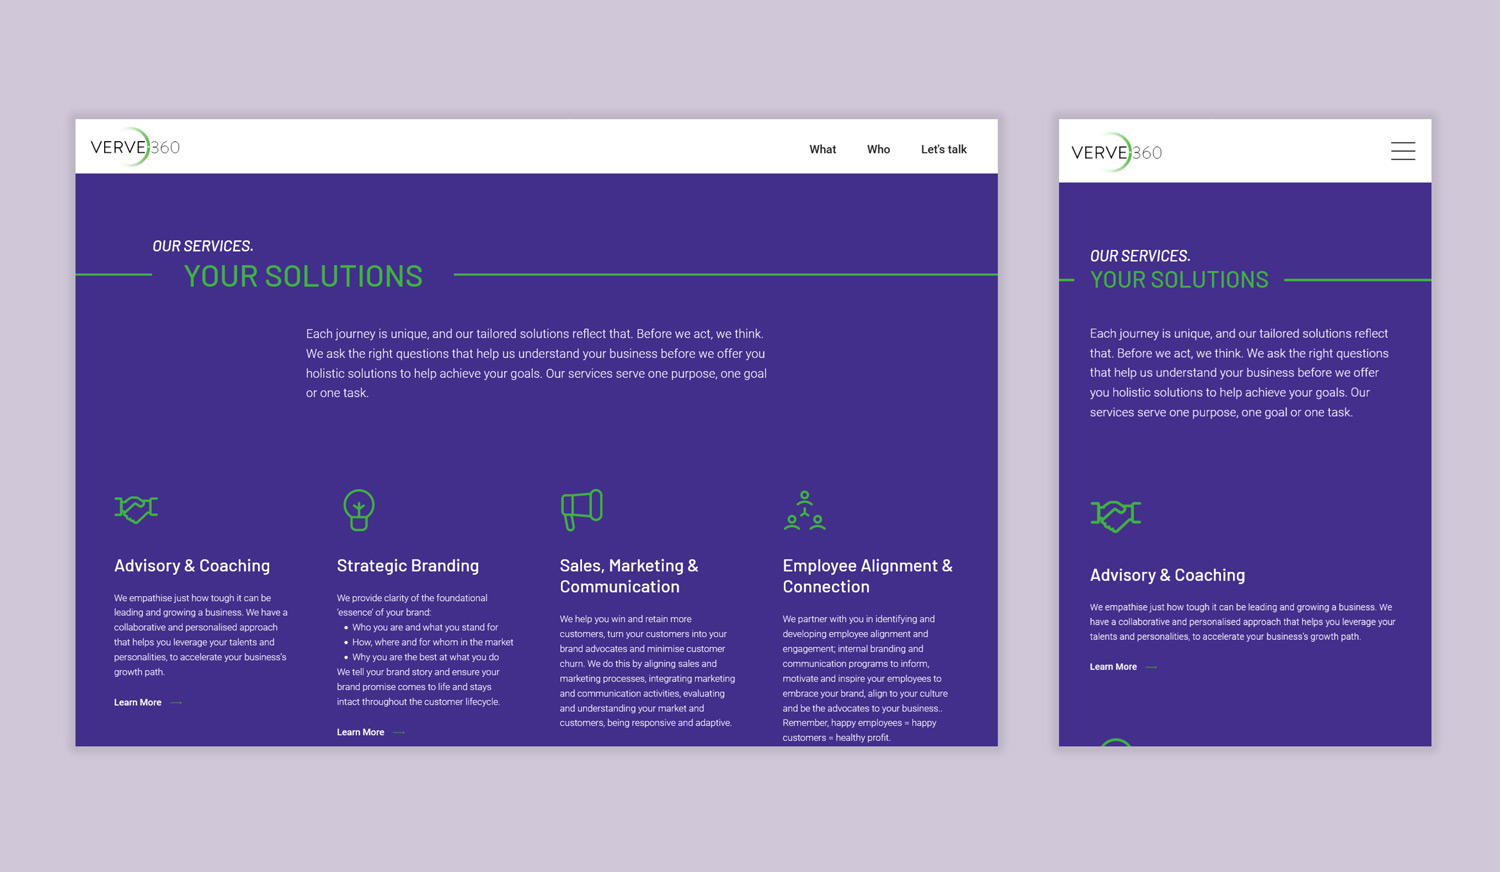 VERVE360
What Who Let's talk
OUR SERVICES.
YOUR SOLUTIONS
Each journey is unique, and our tailored solutions reflect that. Before we act, we think.
We ask the right questions that help us understand your business before we offer you
holistic solutions to help achieve your goals. Our services serve one purpose, one goal
or one task.
Advisory & Coaching
We empathise just how tough it can be
leading and growing a business. We have a
collaborative and personalised approach
that helps you leverage your talents and
personalities, to accelerate your business's
growth path.
Learn More
Strategic Branding
We provide clarity of the foundational
'essence' of your brand:
• Who you are and what you stand for
• How, where and for whom in the market
• Why you are the best at what you do
We tell your brand story and ensure your
brand promise comes to life and stays
intact throughout the customer lifecycle.
Learn More
Sales, Marketing &
Communication
We help you win and retain more
customers, turn your customers into your
brand advocates and minimise customer
churn. We do this by aligning sales and
marketing processes, integrating marketing
and communication activities, evaluating
and understanding your market and
customers, being responsive and adaptive.
Employee Alignment &
Connection
We partner with you in identifying and
developing employee alignment and
engagement; internal branding and
communication programs to inform,
motivate and inspire your employees to
embrace your brand, align to your culture
and be the advocates to your business..
Remember, happy employees = happy
customers = healthy profit.
VERVE360
OUR SERVICES.
YOUR SOLUTIONS
Each journey is unique, and our tailored solutions reflect
that. Before we act, we think. We ask the right questions
that help us understand your business before we offer
you holistic solutions to help achieve your goals. Our
services serve one purpose, one goal or one task.
Advisory & Coaching
We empathise just how tough it can be leading and growing a business. We
have a collaborative and personalised approach that helps you leverage your
talents and personalities, to accelerate your business's growth path.
Learn More